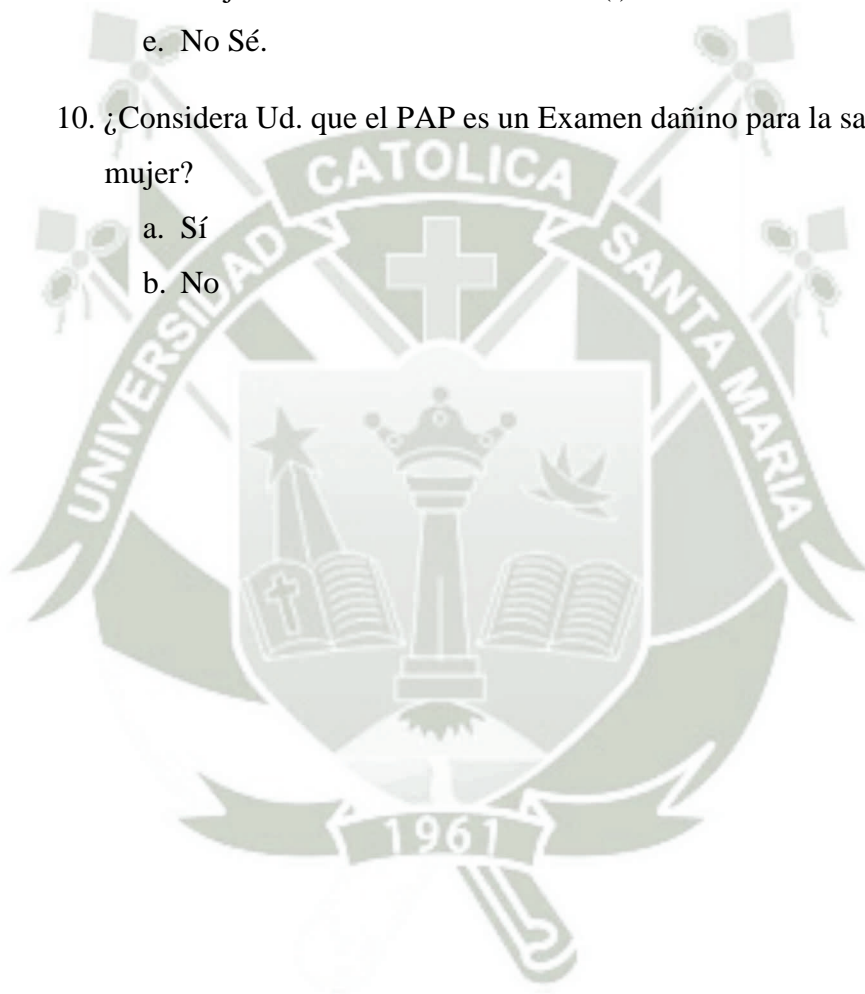 e. No Sé.
10. ¿Considera Ud. que el PAP es un Examen dañino para la
mujer?
a. Sí
b. No
UNIVERSIDAD CATOLICA SANTA MARIA
1961